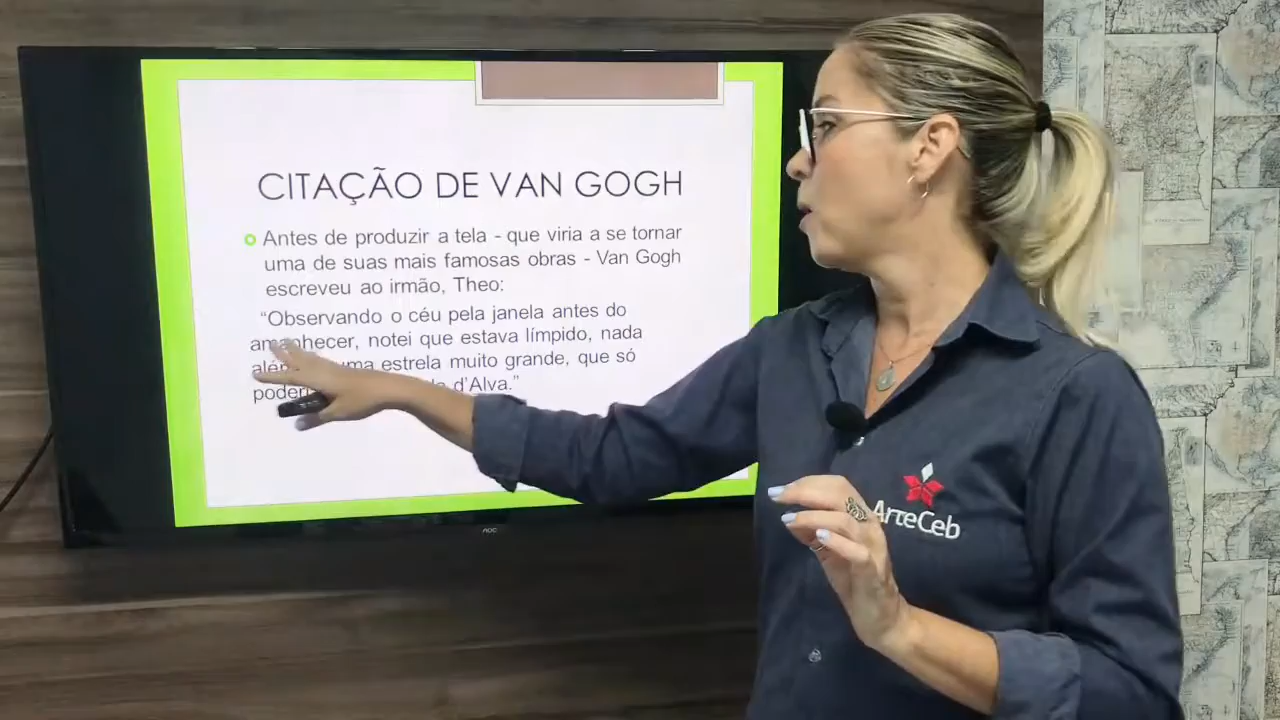 CITAÇÃO DE VAN GOGH
Antes de produzir a tela - que viria a se tornar
uma de suas mais famosas obras - Van Gogh
escreveu ao irmão, Theo:
“Observando o céu pela janela antes do
amanhecer, notei que estava límpido, nada
uma estrela muito grande, que só
d’Alva.”
AOC
ArteCeb